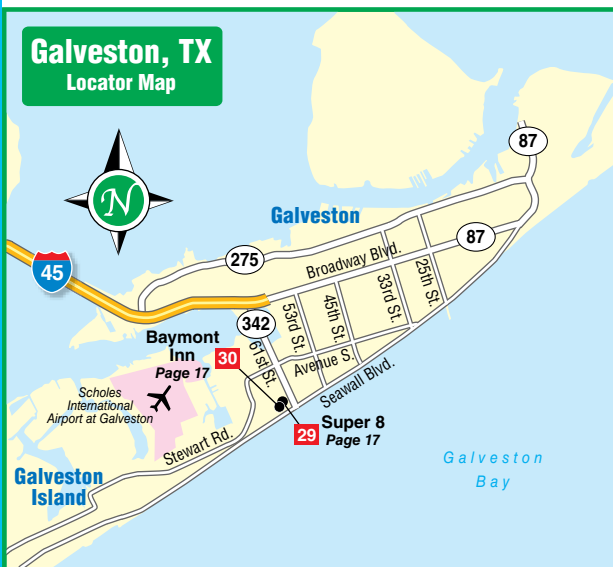 Galveston, TX
Locator Map
N
87
Galveston
87
275
Broadway Blvd.
45
25th St.
33rd St.
45th St.
53rd St.
342
61st St.
Avenue S.
Seawall Blvd.
Baymont
Inn
Page 17
30
Scholes
International
Airport at Galveston
29
Super 8
Page 17
Stewart Rd.
Galveston
Bay
Galveston
Island